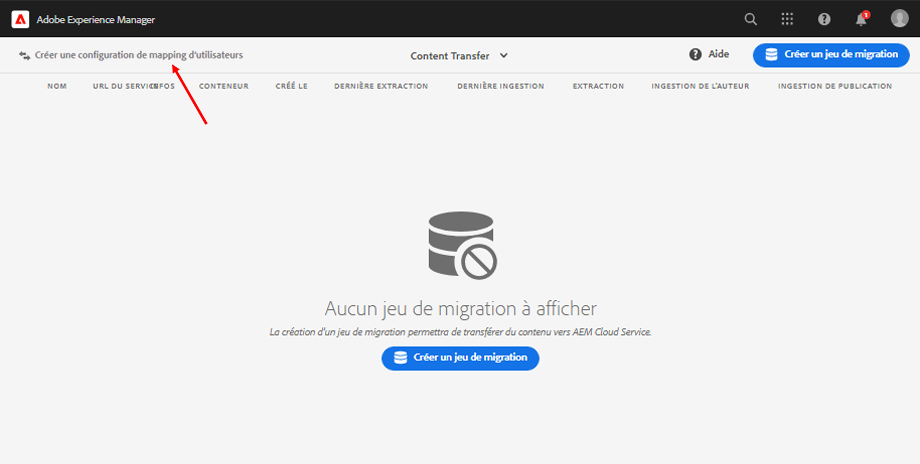 Adobe Experience Manager
1
Créer une configuration de mapping d'utilisateurs
Content Transfer
Aide
Créer un jeu de migration
NOM URL DU SERVICE INFOS CONTENEUR CRÉÉ LE DERNIÈRE EXTRACTION DERNIÈRE INGESTION EXTRACTION INGESTION DE L'AUTEUR INGESTION DE PUBLICATION
Aucun jeu de migration à afficher
La création d'un jeu de migration permettra de transférer du contenu vers AEM Cloud Service.
Créer un jeu de migration